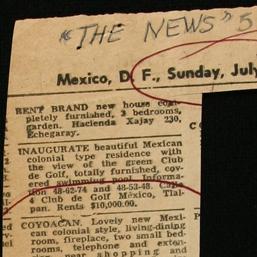 "THE NEWS" 5
Mexico, D. F., Sunday, July
RENT BRAND new house com-
pletely furnished, 3 bedrooms,
garden. Hacienda Xajay 230,
Echegaray.
INAUGURATE beautiful Mexican
colonial type residence with
the view of the green Club
de Golf, totally furnished, cov-
ered swimming pool. Informa-
tion 48-62-74 and 48-53-48. Calle
4 Club de Golf México, Tlal-
pan. Rents $10,000.00.
COYOACAN. Lovely new Mexi-
can colonial style, living-dining
room, fireplace, two small bed-
rooms, telephone and exten-
near shopping and